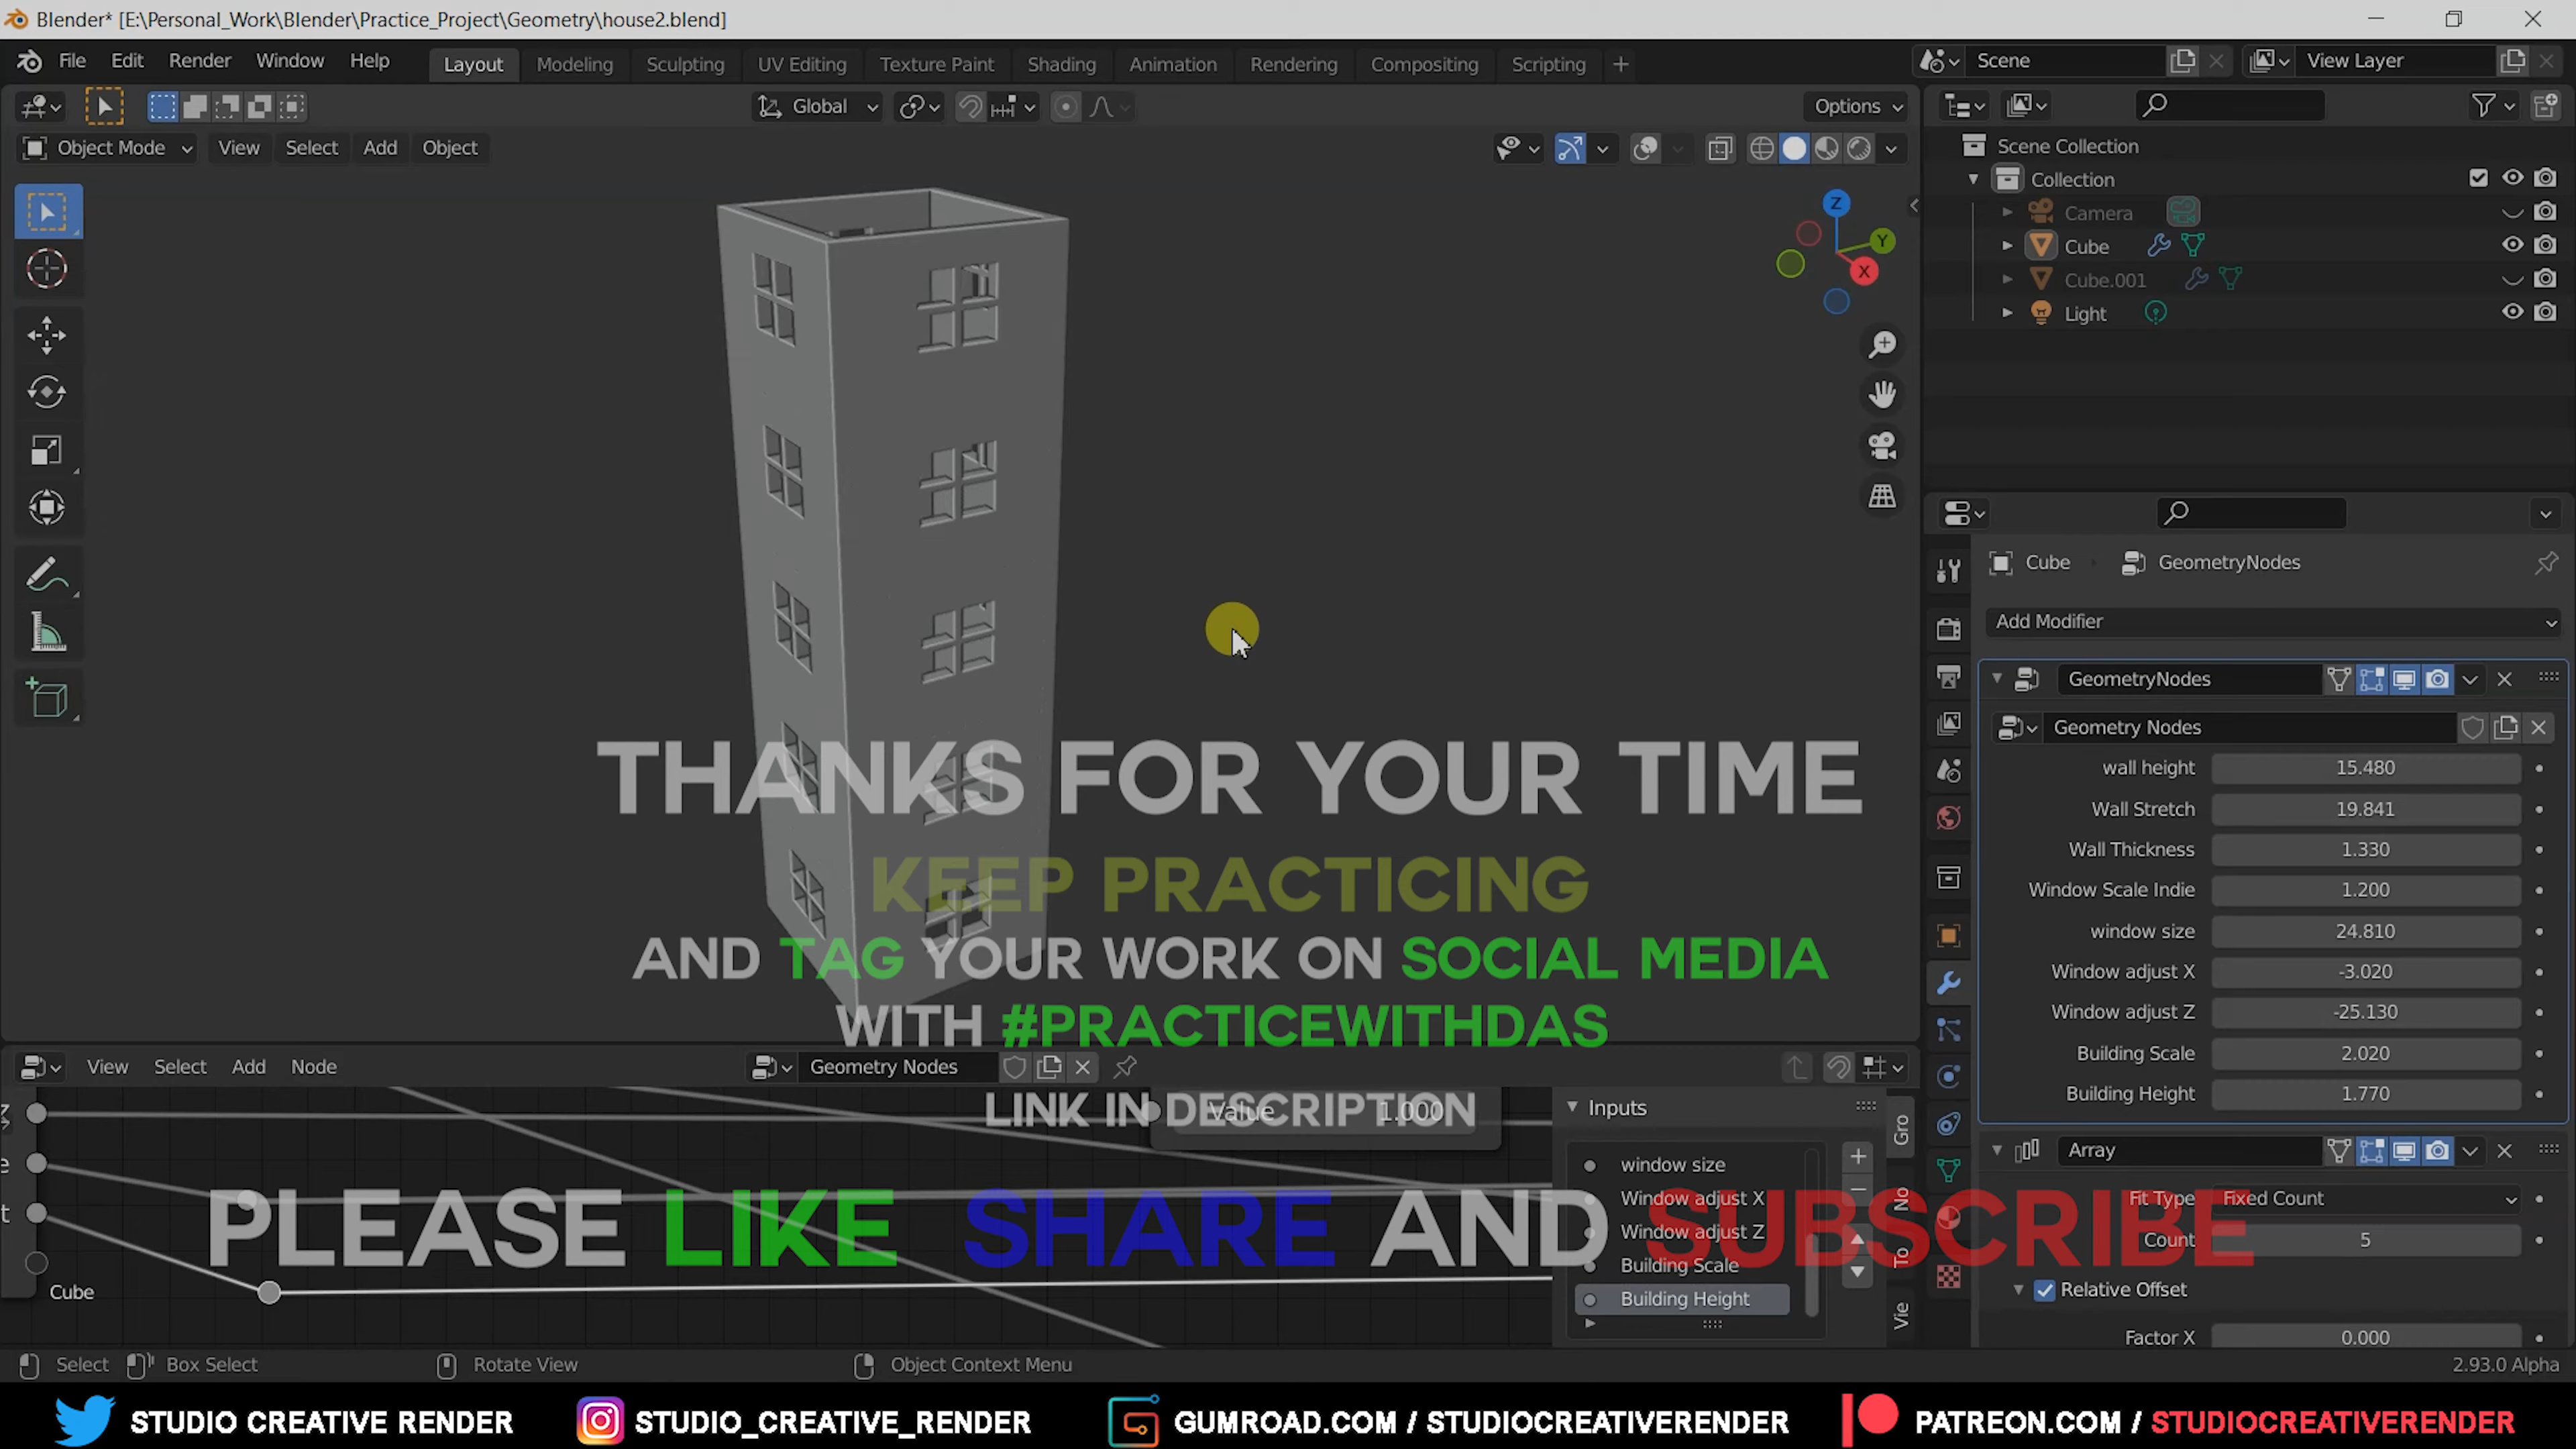 Blender* [E:\Personal_Work\Blender\Practice_Project\Geometry\house2.blend]
File Edit Render Window Help Layout Modeling Sculpting UV Editing Texture Paint Shading Animation Rendering Compositing Scripting + Scene View Layer
Global Options
Object Mode View Select Add Object
Z
Y
X
Scene Collection
Collection
Camera
Cube
Cube.001
Light
Cube GeometryNodes
Add Modifier
GeometryNodes
Geometry Nodes
wall height 15.480
Wall Stretch 19.841
Wall Thickness 1.330
Window Scale Indie 1.200
window size 24.810
Window adjust X -3.020
Window adjust Z -25.130
Building Scale 2.020
Building Height 1.770
Array
Fit Type Fixed Count
Count 5
Relative Offset
Factor X 0.000
THANKS FOR YOUR TIME
KEEP PRACTICING
AND TAG YOUR WORK ON SOCIAL MEDIA
WITH #PRACTICEWITHDAS
View Select Add Node Geometry Nodes
LINK IN DESCRIPTION
Value 1.000
Inputs
window size
Window adjust X
Window adjust Z
Building Scale
Building Height
Gro
No
To
Vie
PLEASE LIKE SHARE AND SUBSCRIBE
e
t
Cube
Select Box Select Rotate View Object Context Menu 2.93.0 Alpha
STUDIO CREATIVE RENDER STUDIO_CREATIVE_RENDER GUMROAD.COM / STUDIOCREATIVERENDER PATREON.COM / STUDIOCREATIVERENDER